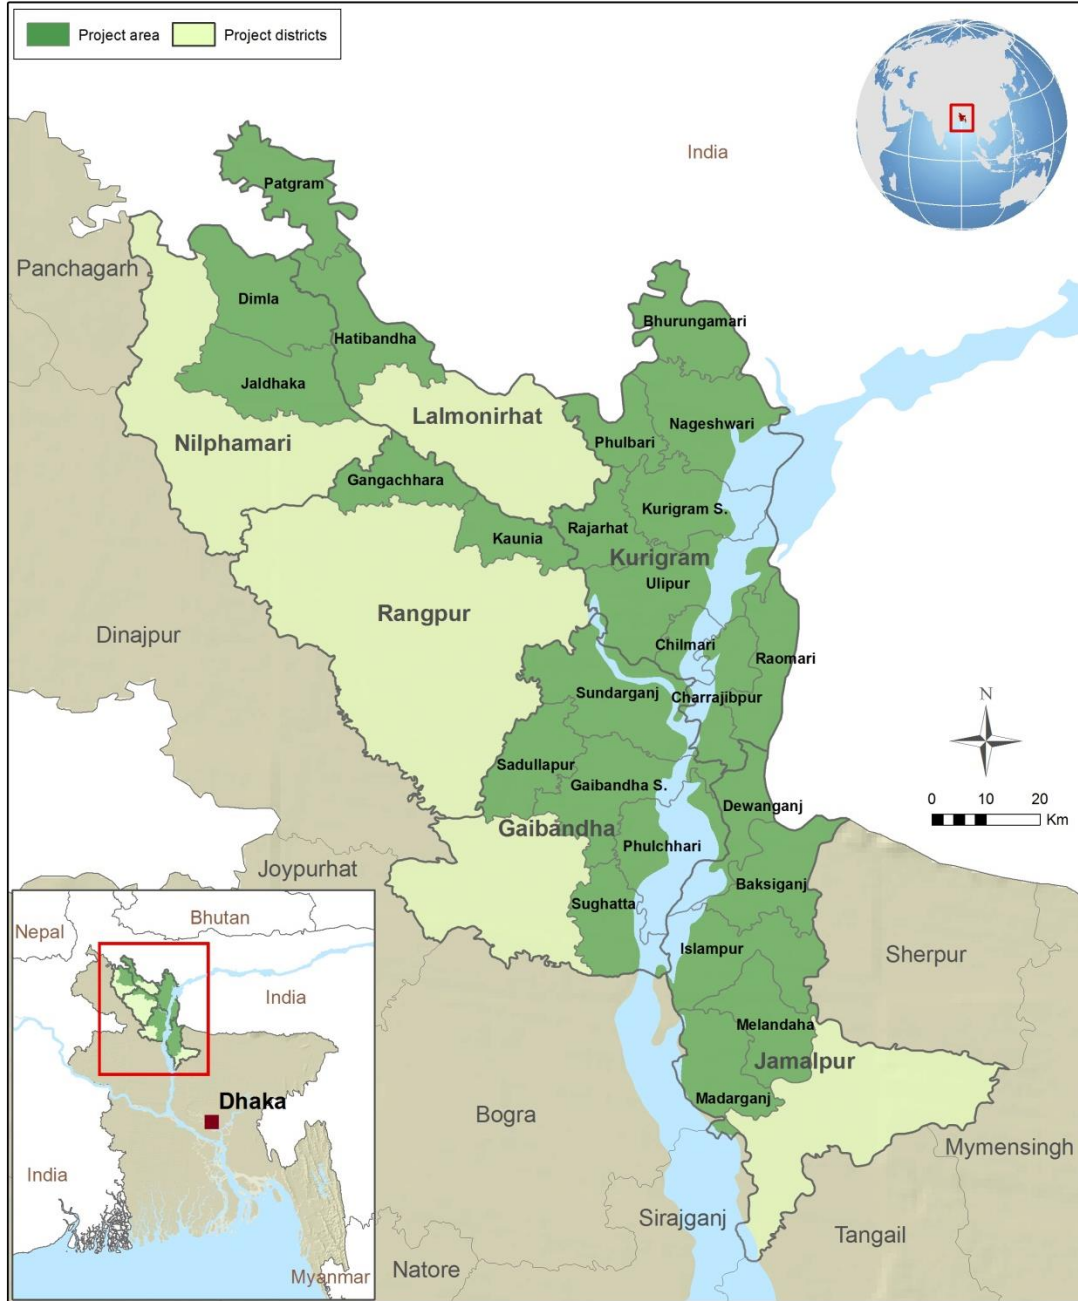 Project area
Project districts
India
Patgram
Panchagarh
Dimla
Bhurungamari
Hatibandha
Jaldhaka
Lalmonirhat
Nageshwari
Nilphamari
Phulbari
Gangachhara
Kurigram S.
Rajarhat
Kaunia
Kurigram
Ulipur
Rangpur
Dinajpur
Chilmari
Raomari
Sundarganj
Charrajibpur
N
Sadullapur
Gaibandha S.
0 10 20
Km
Dewanganj
Gaibandha
Phulchhari
Joypurhat
Baksiganj
Sughatta
Islampur
Sherpur
Melandaha
Jamalpur
Madarganj
Bogra
Mymensingh
Sirajganj
Tangail
Natore
Nepal
Bhutan
India
Dhaka
India
Myanmar